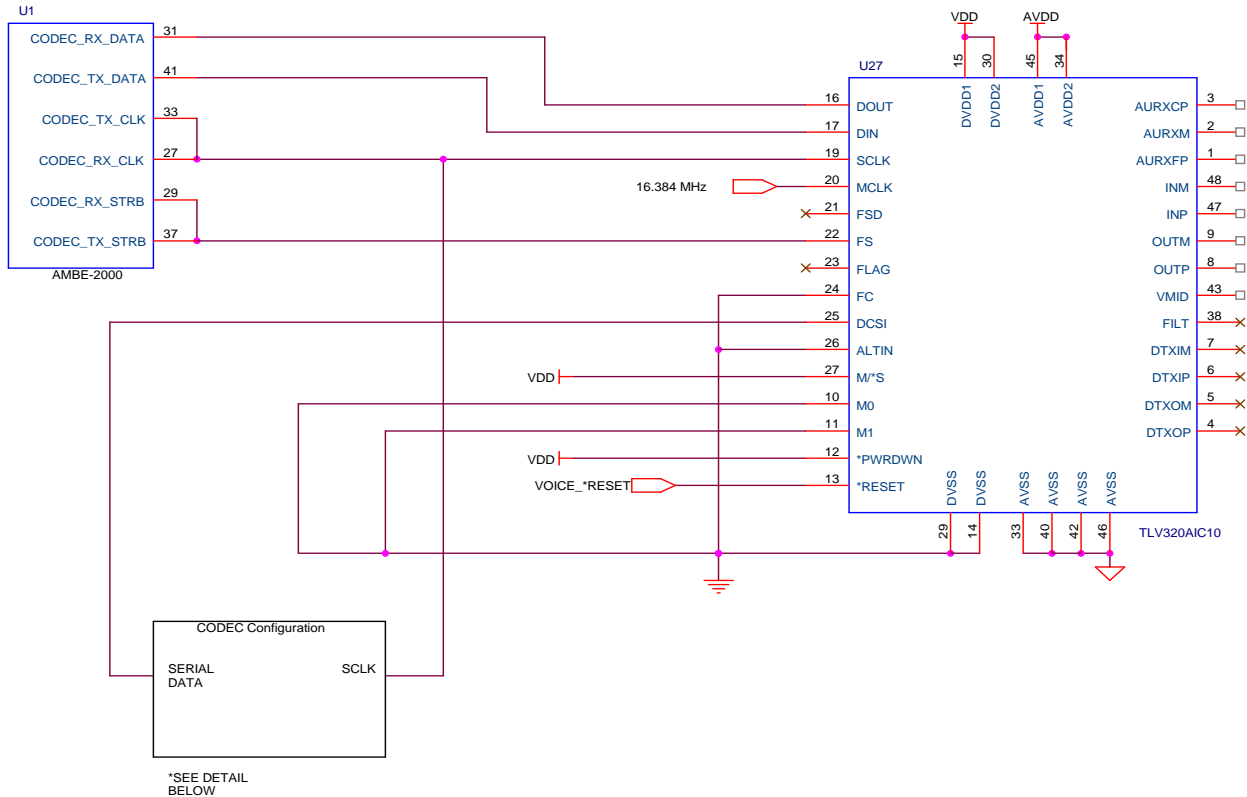 U1
CODEC_RX_DATA 31
CODEC_TX_DATA 41
CODEC_TX_CLK 33
CODEC_RX_CLK 27
CODEC_RX_STRB 29
CODEC_TX_STRB 37
AMBE-2000
VDD
AVDD
U27
15
30
45
34
DVDD1
DVDD2
AVDD1
AVDD2
16 DOUT
17 DIN
19 SCLK
16.384 MHz
20 MCLK
21 FSD
22 FS
23 FLAG
24 FC
25 DCSI
26 ALTIN
VDD
27 M/*S
10 M0
11 M1
VDD
12 *PWRDWN
VOICE_*RESET
13 *RESET
AURXCP 3
AURXM 2
AURXFP 1
INM 48
INP 47
OUTM 9
OUTP 8
VMID 43
FILT 38
DTXIM 7
DTXIP 6
DTXOM 5
DTXOP 4
DVSS
DVSS
AVSS
AVSS
AVSS
AVSS
29
14
33
40
42
46
TLV320AIC10
CODEC Configuration
SERIAL
DATA
SCLK
*SEE DETAIL
BELOW